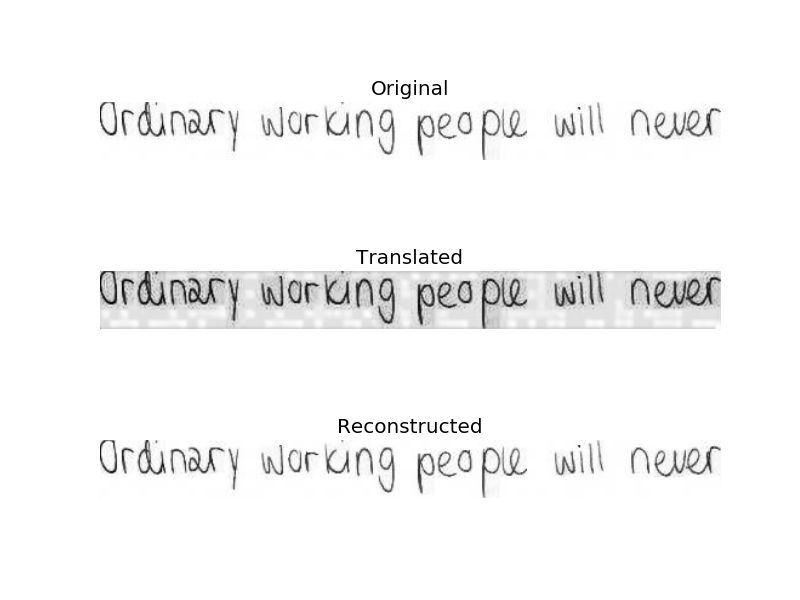 Original
Ordinary working people will never
Translated
Ordinary working people will never
Reconstructed
Ordinary working people will never